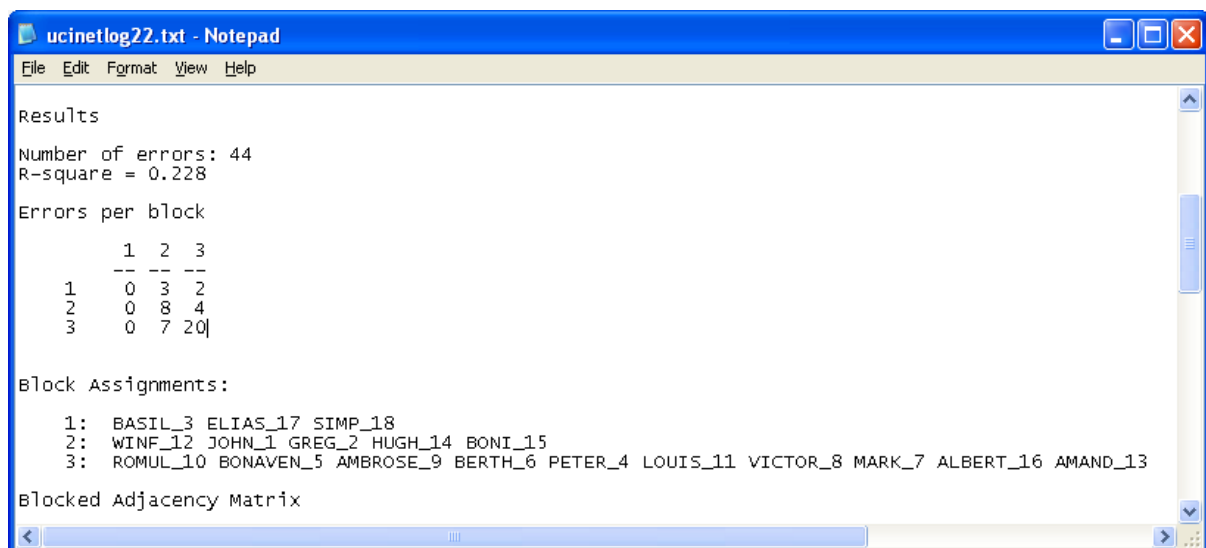 ucinetlog22.txt - Notepad
File Edit Format View Help
Results
Number of errors: 44
R-square = 0.228
Errors per block
1 2 3
-- -- --
1 0 3 2
2 0 8 4
3 0 7 20
Block Assignments:
1: BASIL_3 ELIAS_17 SIMP_18
2: WINF_12 JOHN_1 GREG_2 HUGH_14 BONI_15
3: ROMUL_10 BONAVEN_5 AMBROSE_9 BERTH_6 PETER_4 LOUIS_11 VICTOR_8 MARK_7 ALBERT_16 AMAND_13
Blocked Adjacency Matrix